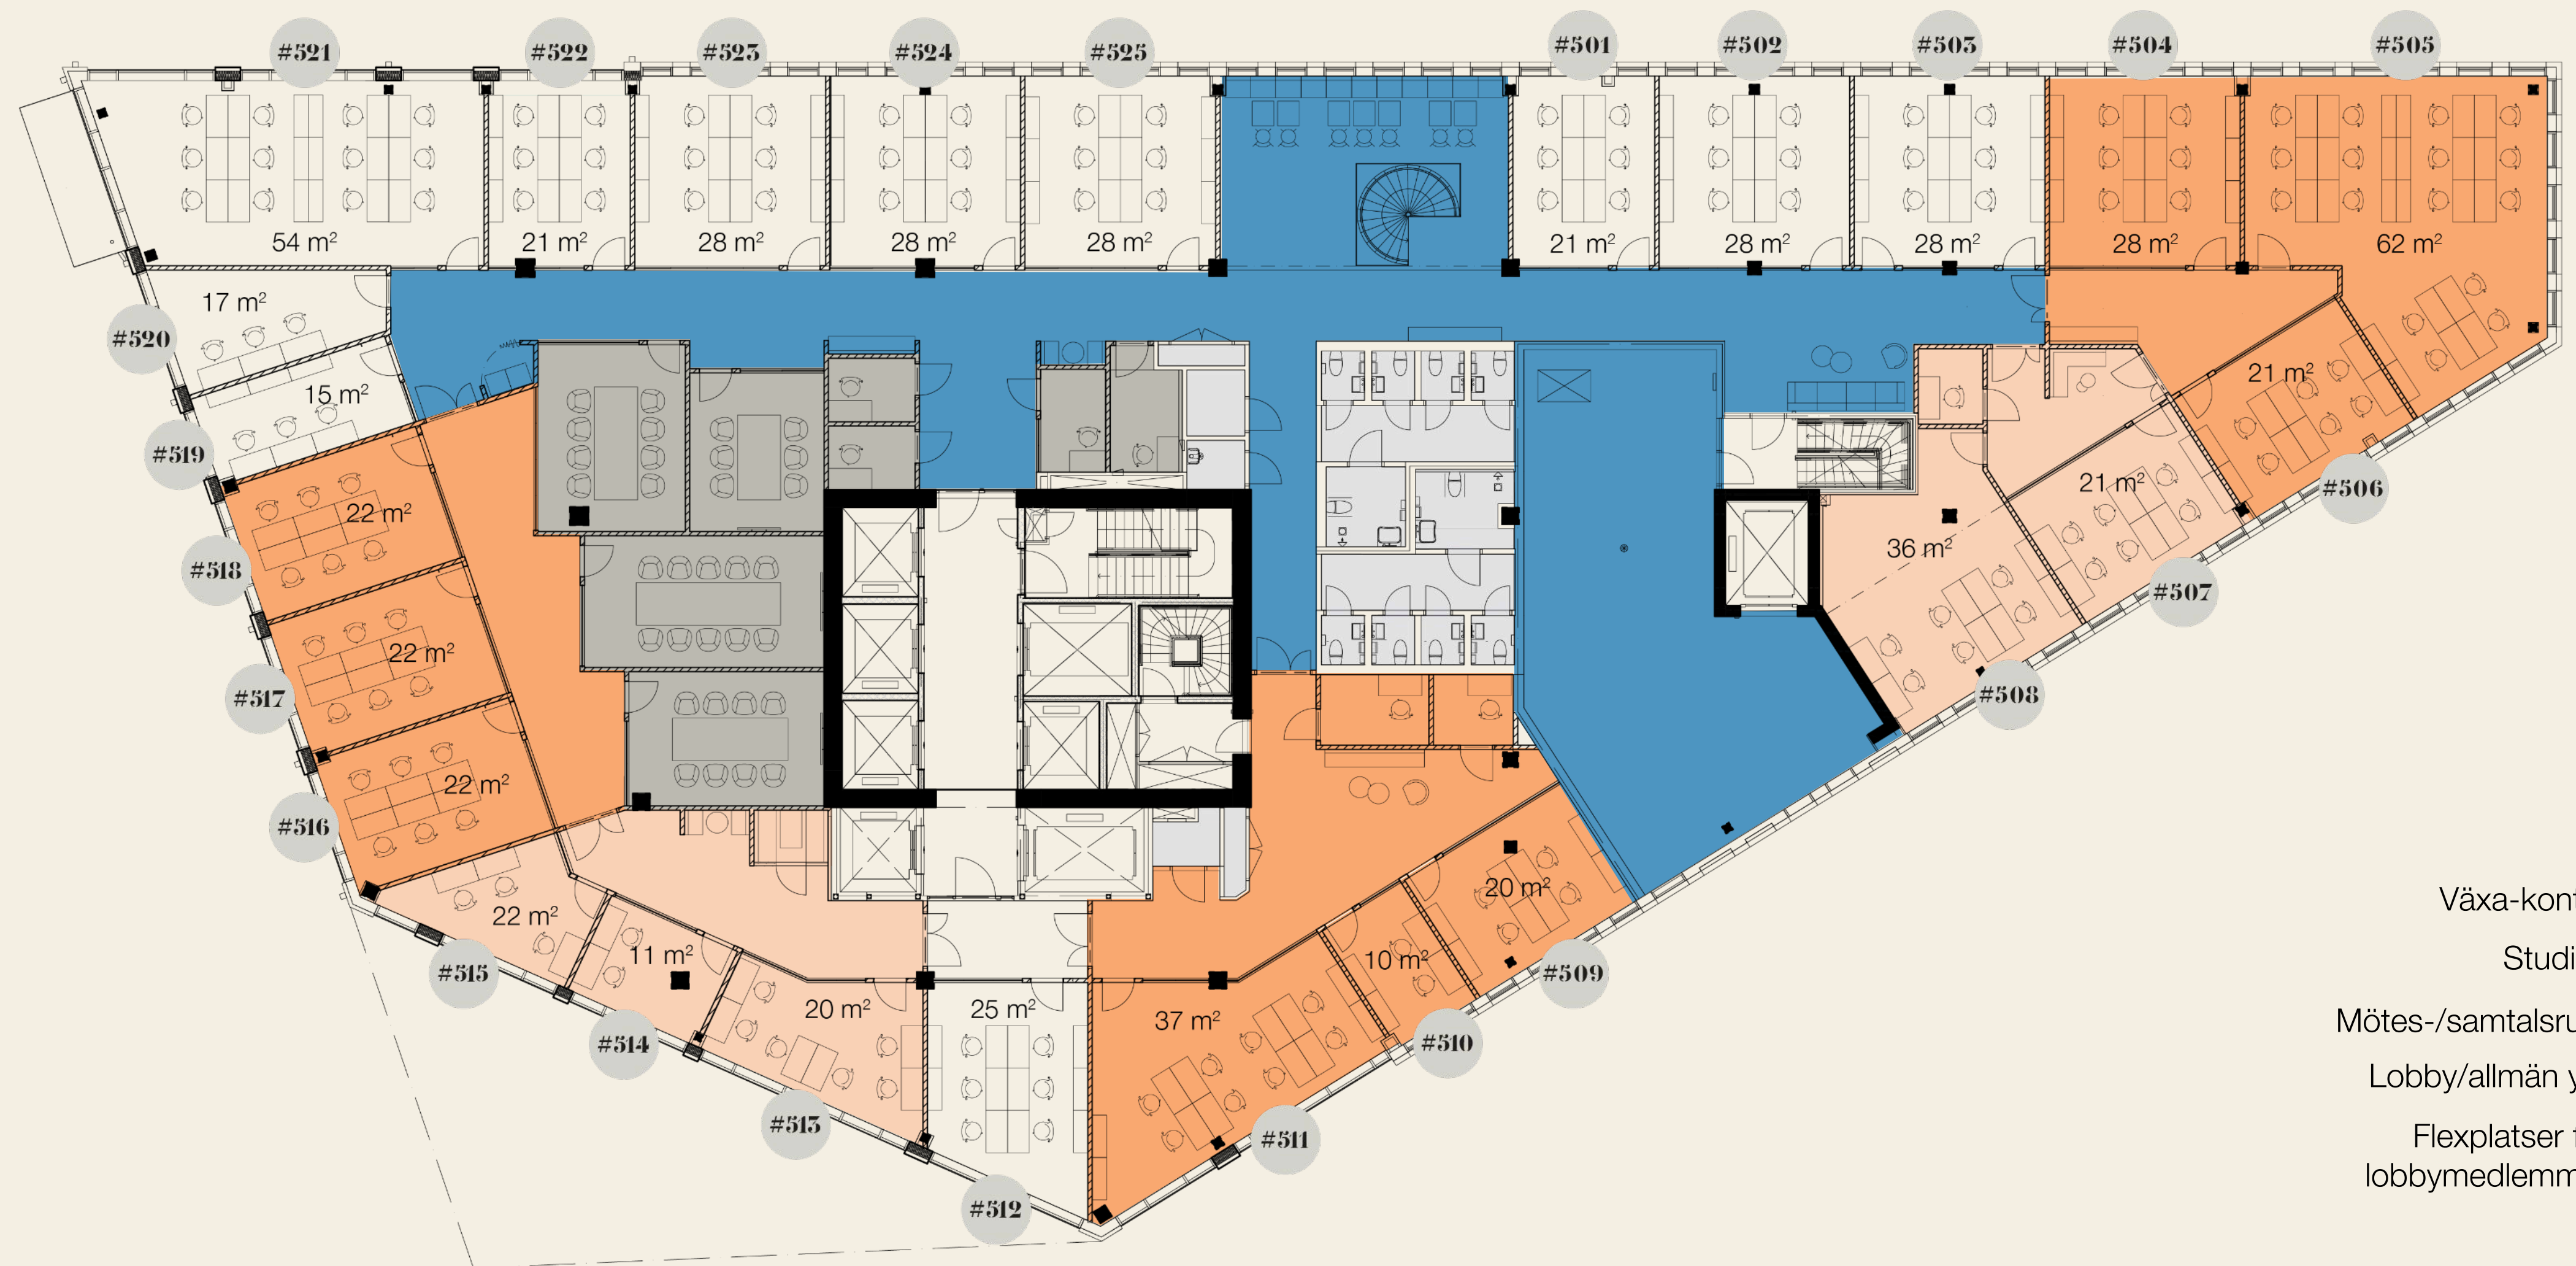 #521
#522
#523
#524
#525
#501
#502
#503
#504
#505
54 m²
21 m²
28 m²
28 m²
28 m²
21 m²
28 m²
28 m²
28 m²
62 m²
17 m²
#520
15 m²
21 m²
#519
#506
22 m²
21 m²
#518
36 m²
#507
22 m²
#517
#508
22 m²
#516
20 m²
Växa-kont
22 m²
11 m²
10 m²
Studi
#515
#509
20 m²
25 m²
37 m²
Mötes-/samtalsru
#514
#510
Lobby/allmän y
#513
#511
Flexplatser f
lobbymedlemm
#512